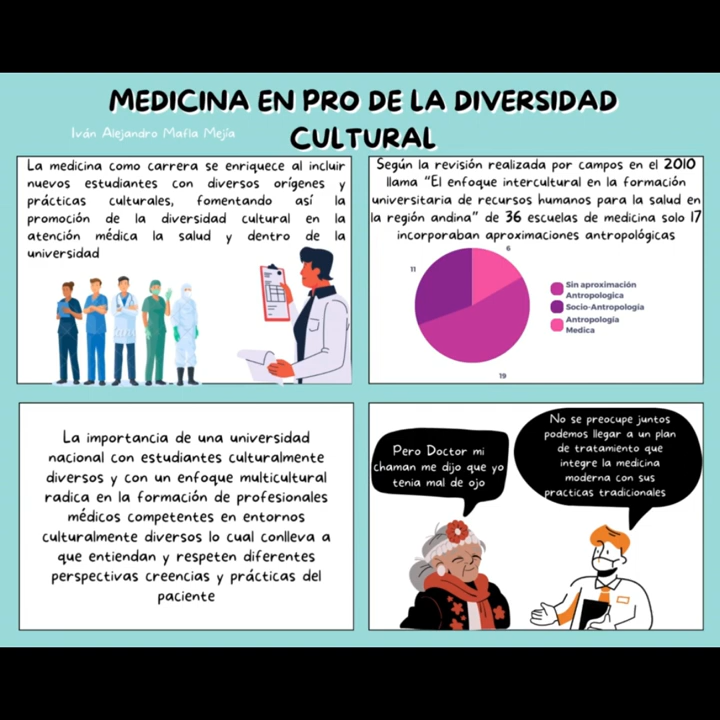 MEDICINA EN PRO DE LA DIVERSIDAD
CULTURAL
Iván Alejandro Mafla Mejía
La medicina como carrera se enriquece al incluir
nuevos estudiantes con diversos orígenes y
prácticas culturales, fomentando así la
promoción de la diversidad cultural en la
atención médica la salud y dentro de la
universidad
Según la revisión realizada por campos en el 2010
llama “El enfoque intercultural en la formación
universitaria de recursos humanos para la salud en
la región andina” de 36 escuelas de medicina solo 17
incorporaban aproximaciones antropológicas
6
11
19
Sin aproximación
Antropologica
Socio-Antropología
Antropología
Medica
La importancia de una universidad
nacional con estudiantes culturalmente
diversos y con un enfoque multicultural
radica en la formación de profesionales
médicos competentes en entornos
culturalmente diversos lo cual conlleva a
que entiendan y respeten diferentes
perspectivas creencias y prácticas del
paciente
Pero Doctor mi
chaman me dijo que yo
tenia mal de ojo
No se preocupe juntos
podemos llegar a un plan
de tratamiento que
integre la medicina
moderna con sus
practicas tradicionales